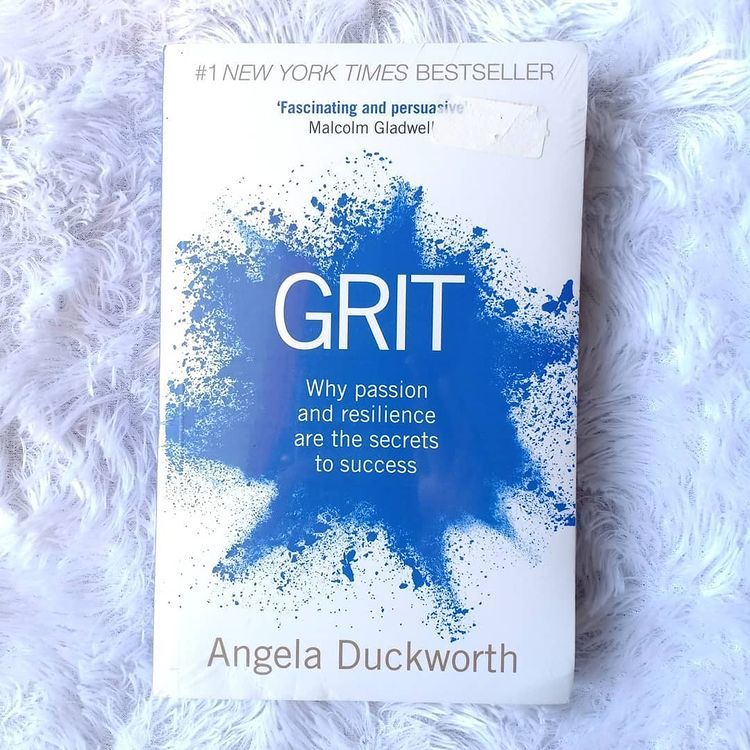 #1 NEW YORK TIMES BESTSELLER
'Fascinating and persuasive'
Malcolm Gladwell
GRIT
Why passion
and resilience
are the secrets
to success
Angela Duckworth